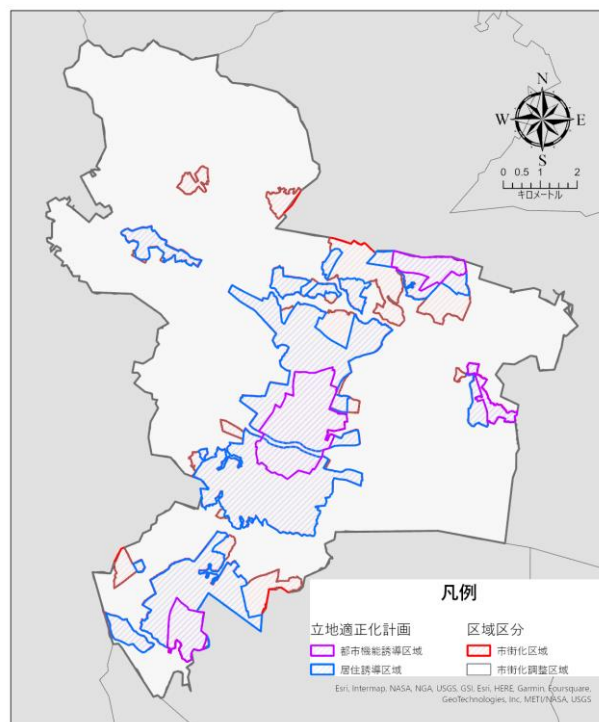 N
W E
S
0 0.5 1 2
キロメートル
凡例
立地適正化計画 区域区分
都市機能誘導区域 市街化区域
居住誘導区域 市街化調整区域
Esri, Intermap, NASA, NGA, USGS, GSI, Esri, HERE, Garmin, Foursquare,
GeoTechnologies, Inc, METI/NASA, USGS